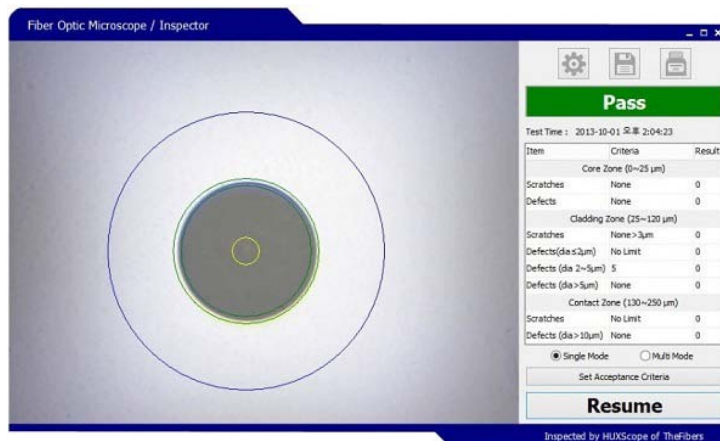 Fiber Optic Microscope / Inspector
Pass
Test Time : 2013-10-01 오후 2:04:23
Item Criteria Result
Core Zone (0~25 µm)
Scratches None 0
Defects None 0
Cladding Zone (25~120 µm)
Scratches None>3µm 0
Defects(dia≤2µm) No Limit 0
Defects (dia 2~5µm) 5 0
Defects (dia>5µm) None 0
Contact Zone (130~250 µm)
Scratches No Limit 0
Defects (dia>10µm) None 0
Single Mode Multi Mode
Set Acceptance Criteria
Resume
Inspected by HUXScope of TheFibers